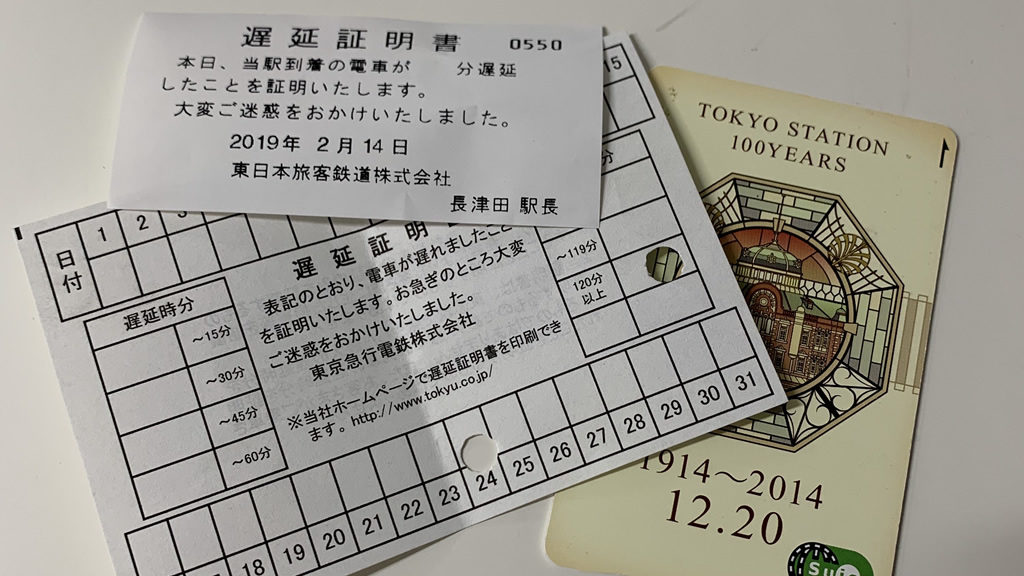 遅延証明書 0550
本日、当駅到着の電車が　　分遅延
したことを証明いたします。
大変ご迷惑をおかけいたしました。
2019年 2月14日
東日本旅客鉄道株式会社
長津田 駅長
日付
1 2 3 15
遅延時分
～15分
～30分
～45分
～60分
遅延証明
表記のとおり、電車が遅れましたこと
を証明いたします。お急ぎのところ大変
ご迷惑をおかけいたしました。
東京急行電鉄株式会社
※当社ホームページで遅延証明書を印刷でき
ます。http://www.tokyu.co.jp/
分
～119分
120分
以上
18 19 20 21 22 23 24 25 26 27 28 29 30 31
TOKYO STATION
100YEARS
1914～2014
12.20
Suic